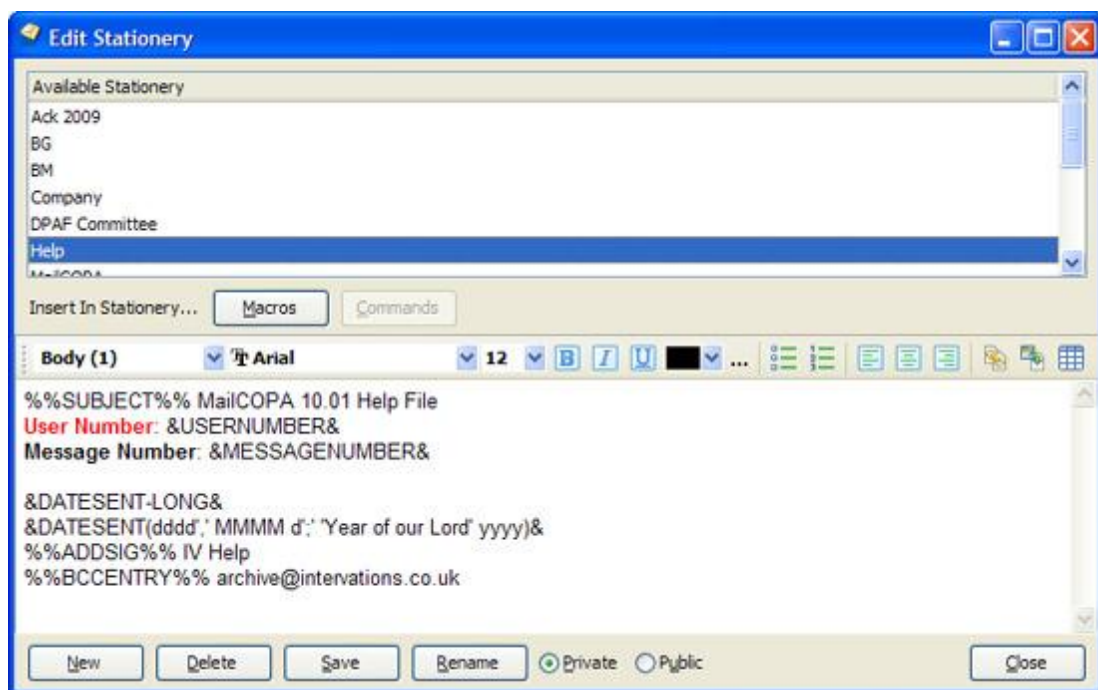 Edit Stationery
Available Stationery
Ack 2009
BG
BM
Company
DPAF Committee
Help
MailCOPA
Insert In Stationery... Macros Commands
Body (1) Arial 12 B I U ...
%%SUBJECT%% MailCOPA 10.01 Help File
User Number: &USERNUMBER&
Message Number: &MESSAGENUMBER&
&DATESENT-LONG&
&DATESENT(dddd',' MMMM d';' 'Year of our Lord' yyyy)&
%%ADDSIG%% IV Help
%%BCCENTRY%% archive@intervations.co.uk
New Delete Save Rename Private Public Close